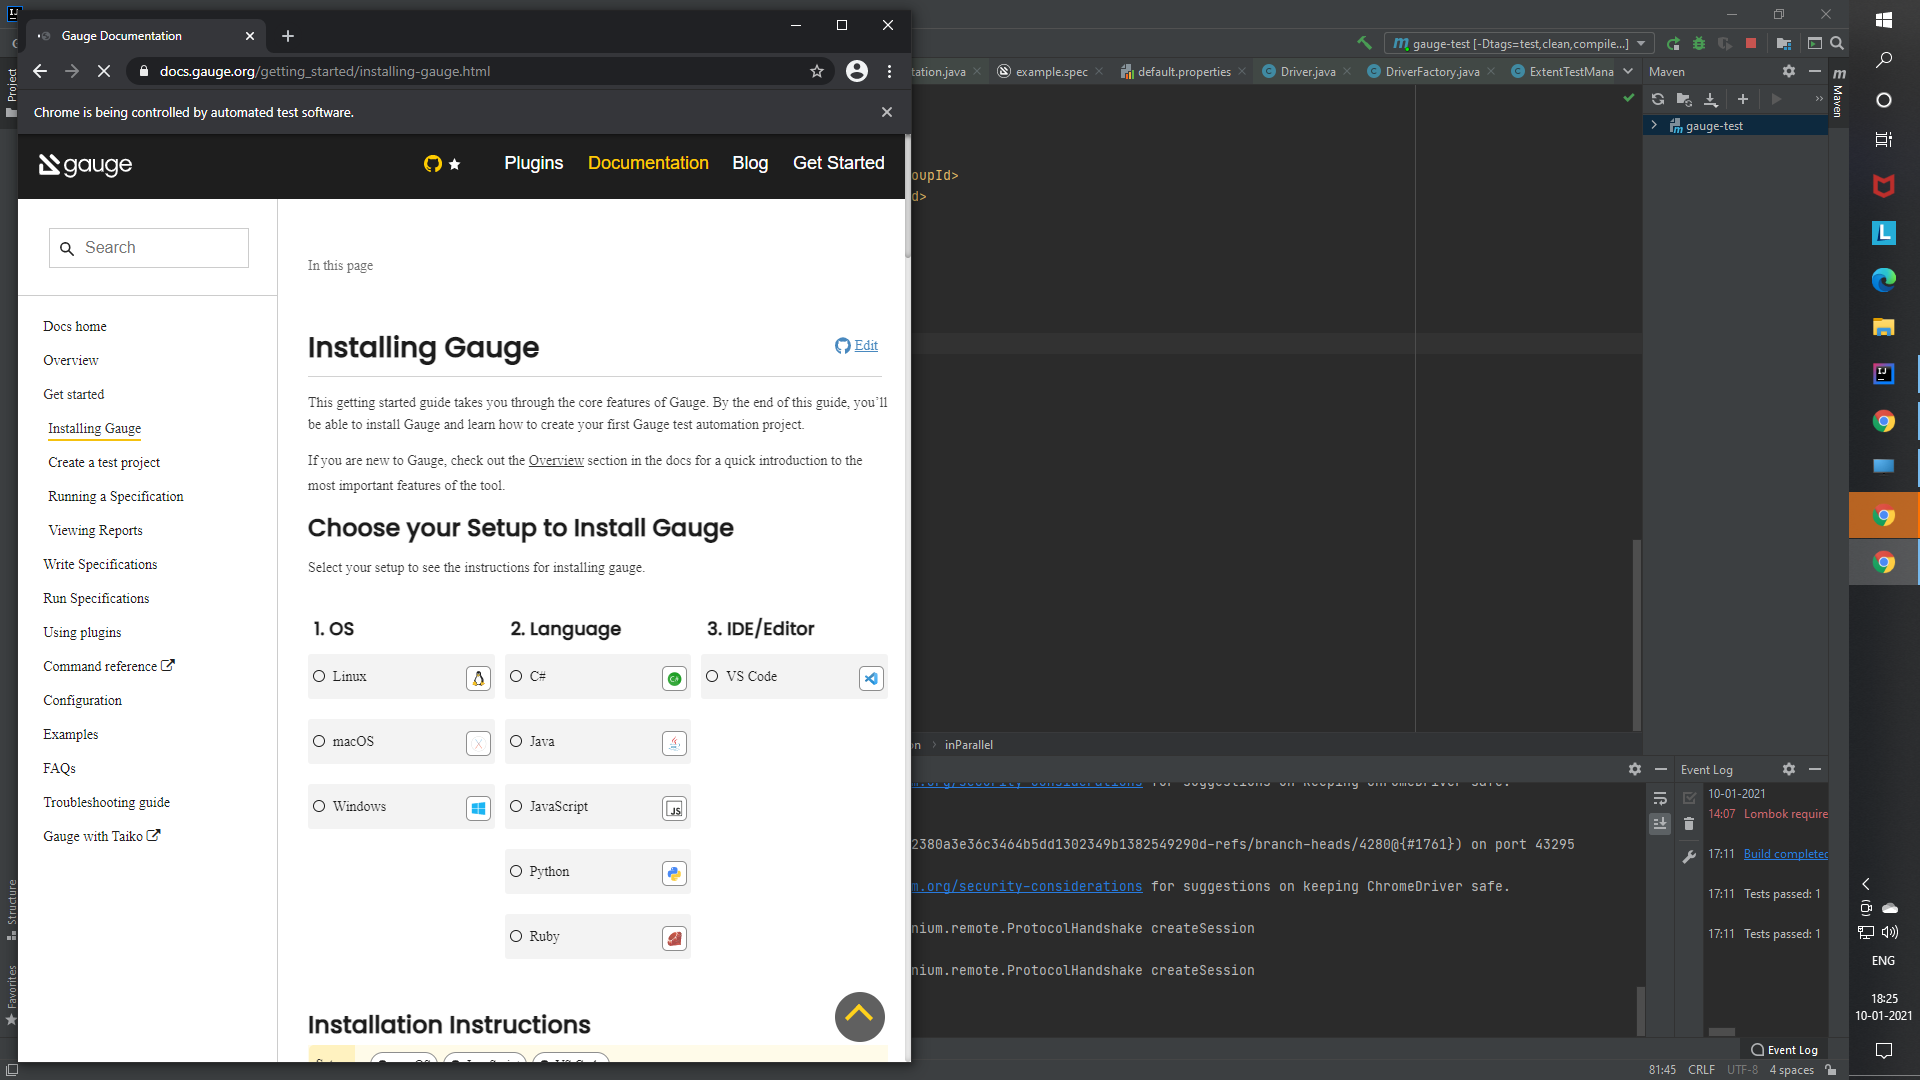 Gauge Documentation
docs.gauge.org/getting_started/installing-gauge.html
Chrome is being controlled by automated test software.
gauge
Plugins Documentation Blog Get Started
Search
Docs home
Overview
Get started
Installing Gauge
Create a test project
Running a Specification
Viewing Reports
Write Specifications
Run Specifications
Using plugins
Command reference
Configuration
Examples
FAQs
Troubleshooting guide
Gauge with Taiko
In this page
Installing Gauge
Edit
This getting started guide takes you through the core features of Gauge. By the end of this guide, you’ll
be able to install Gauge and learn how to create your first Gauge test automation project.
If you are new to Gauge, check out the Overview section in the docs for a quick introduction to the
most important features of the tool.
Choose your Setup to Install Gauge
Select your setup to see the instructions for installing gauge.
1. OS 2. Language 3. IDE/Editor
Linux C# VS Code
macOS Java
Windows JavaScript
Python
Ruby
Installation Instructions
Project
Structure
Favorites
gauge-test [-Dtags=test,clean,compile...]
tation.java example.spec default.properties Driver.java DriverFactory.java ExtentTestMana
Maven
gauge-test
Maven
oupId>
d>
on inParallel
m.org/security-considerations for suggestions on keeping ChromeDriver safe.
2380a3e36c3464b5dd1302349b1382549290d-refs/branch-heads/4280@{#1761}) on port 43295
m.org/security-considerations for suggestions on keeping ChromeDriver safe.
nium.remote.ProtocolHandshake createSession
nium.remote.ProtocolHandshake createSession
Event Log
10-01-2021
14:07 Lombok require
17:11 Build completed
17:11 Tests passed: 1
17:11 Tests passed: 1
Event Log
81:45 CRLF UTF-8 4 spaces
ENG
18:25
10-01-2021